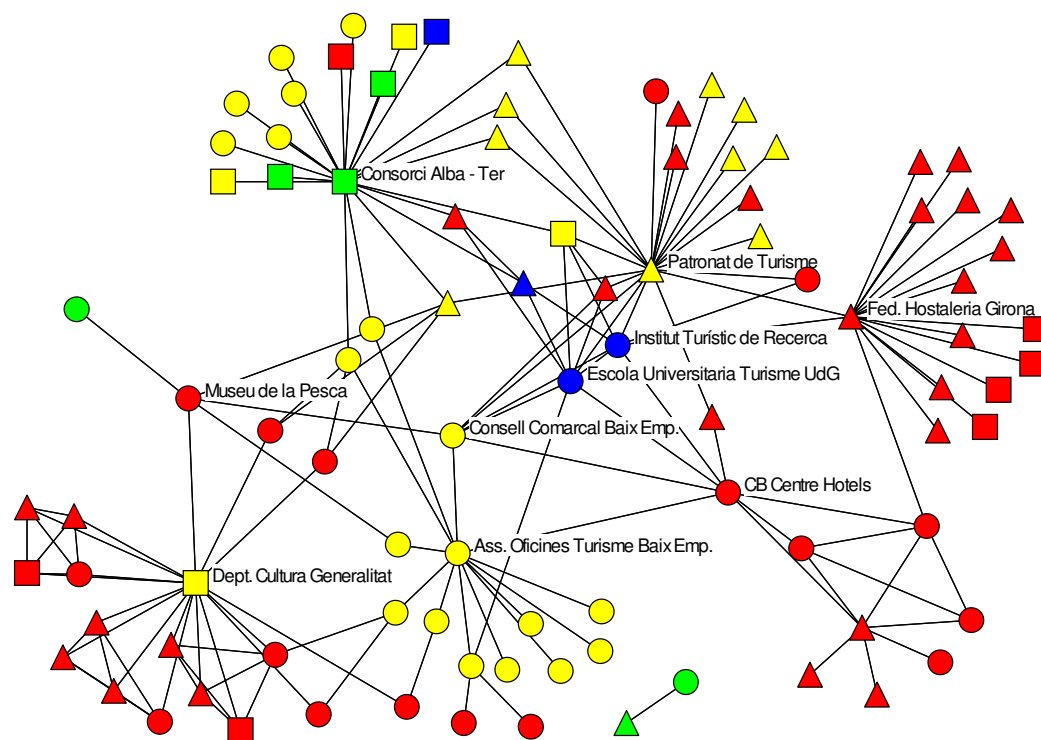 Consorci Alba - Ter
Patronat de Turisme
Fed. Hostaleria Girona
Institut Turístic de Recerca
Escola Universitaria Turisme UdG
Museu de la Pesca
Consell Comarcal Baix Emp.
CB Centre Hotels
Ass. Oficines Turisme Baix Emp.
Dept. Cultura Generalitat